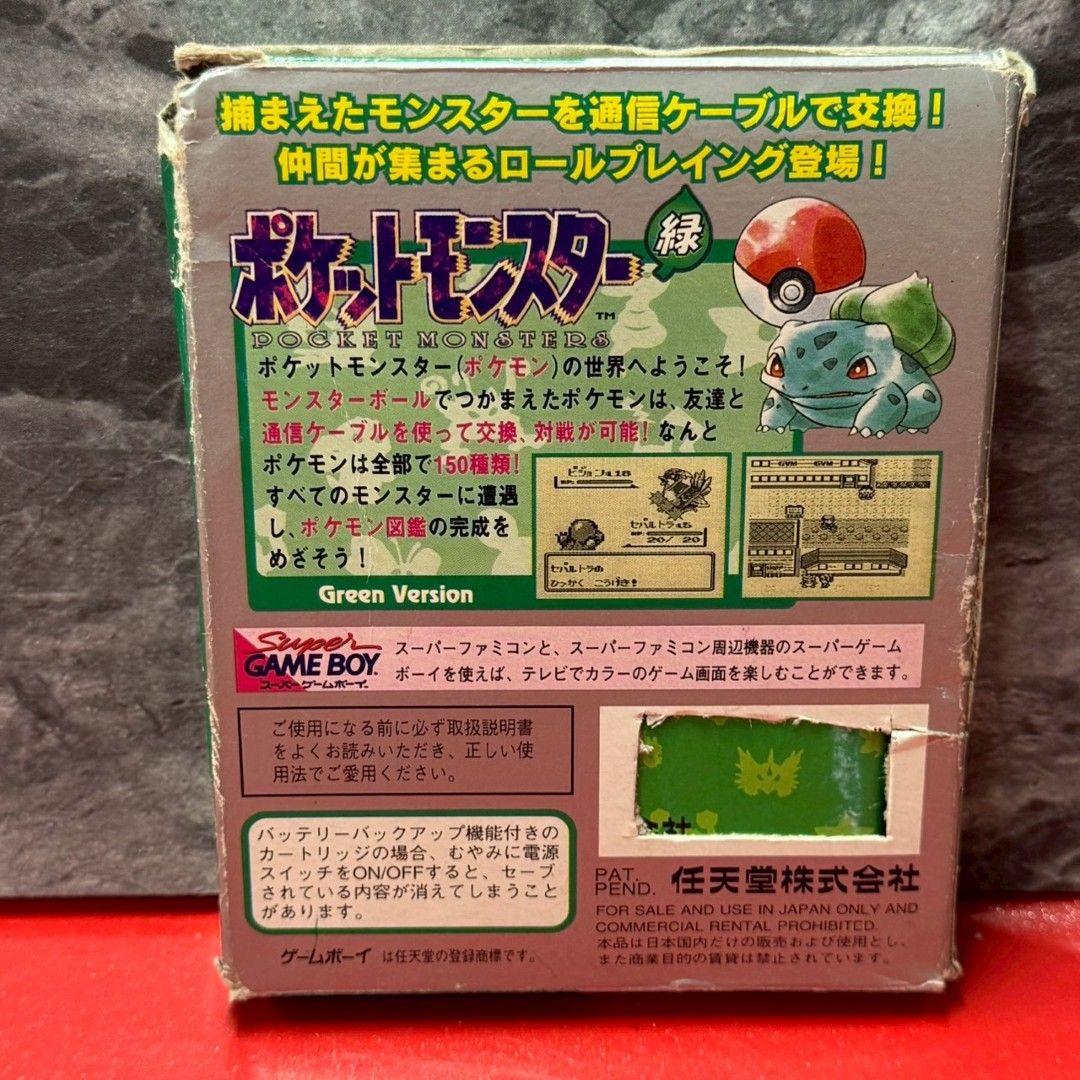 捕まえたモンスターを通信ケーブルで交換！
仲間が集まるロールプレイング登場！
ポケットモンスター 緑
TM
POCKET MONSTERS
ポケットモンスター(ポケモン)の世界へようこそ！
モンスターボールでつかまえたポケモンは、友達と
通信ケーブルを使って交換、対戦が可能！なんと
ポケモンは全部で150種類！
すべてのモンスターに遭遇
し、ポケモン図鑑の完成を
めざそう！
GYM GYM
20/ 20
ひっかく こうげき！
Green Version
Super
GAME BOY
スーパーゲームボーイ
スーパーファミコンと、スーパーファミコン周辺機器のスーパーゲーム
ボーイを使えば、テレビでカラーのゲーム画面を楽しむことができます。
ご使用になる前に必ず取扱説明書
をよくお読みいただき、正しい使
用法でご愛用ください。
バッテリーバックアップ機能付きの
カートリッジの場合、むやみに電源
スイッチをON/OFFすると、セーブ
されている内容が消えてしまうこと
があります。
ゲームボーイ は任天堂の登録商標です。
PAT.
PEND. 任天堂株式会社
FOR SALE AND USE IN JAPAN ONLY AND
COMMERCIAL RENTAL PROHIBITED.
本品は日本国内だけの販売および使用とし、
また商業目的の賃貸は禁止されています。